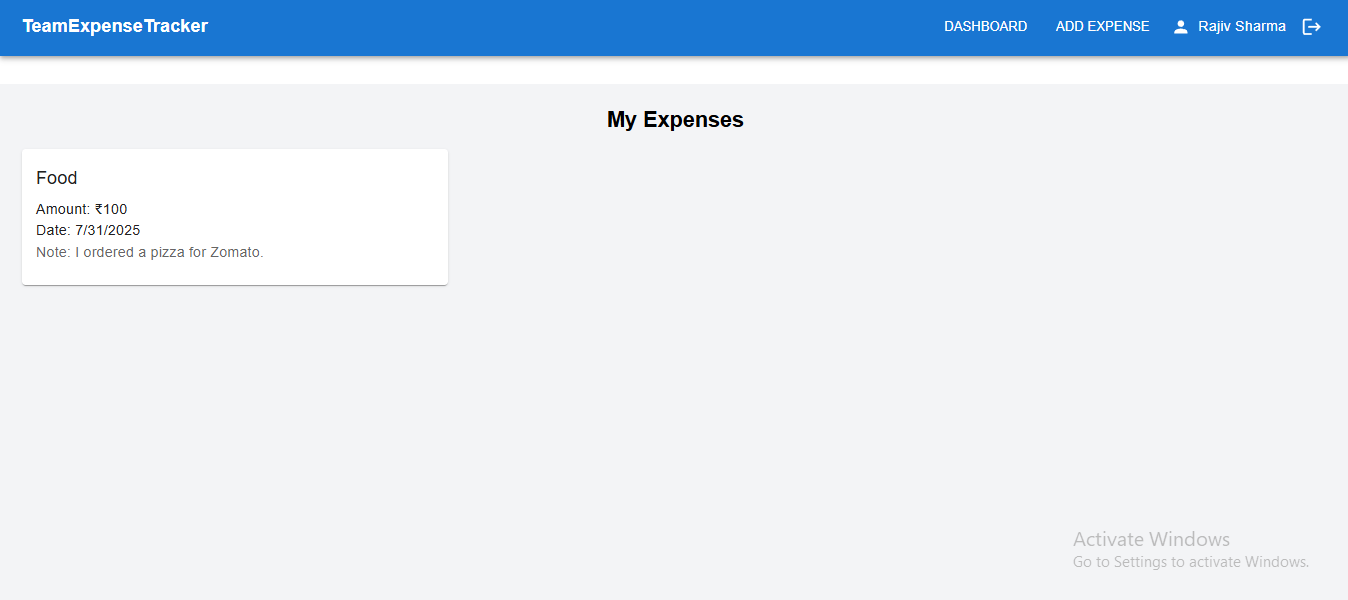 TeamExpenseTracker
DASHBOARD
ADD EXPENSE
Rajiv Sharma
My Expenses
Food
Amount: ₹100
Date: 7/31/2025
Note: I ordered a pizza for Zomato.
Activate Windows
Go to Settings to activate Windows.